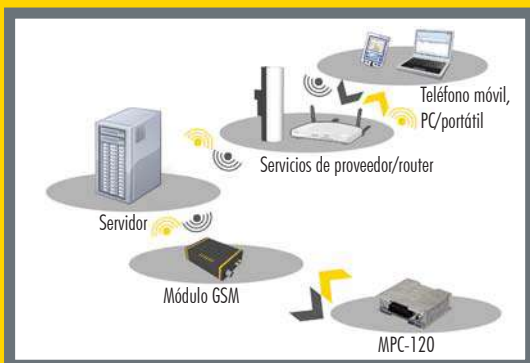 Teléfono móvil,
PC/portátil
Servicios de proveedor/router
Servidor
Módulo GSM
MPC-120